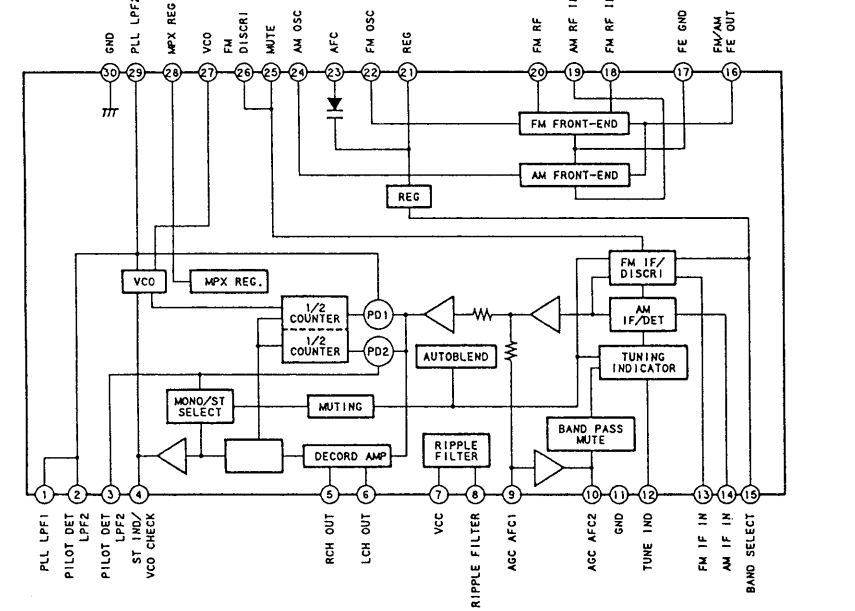 GND
PLL LPF2
MPX REG
VCO
FM
DISCRI
MUTE
AM OSC
AFC
FM OSC
REG
FM RF
AM RF I
FM RF I
FE GND
FM/AM
FE OUT
30
29
28
27
26
25
24
23
22
21
20
19
18
17
16
FM FRONT-END
AM FRONT-END
REG
VCO
MPX REG.
FM IF/
DISCRI
1/2
COUNTER
PD1
AM
IF/DET
1/2
COUNTER
PD2
AUTOBLEND
TUNING
INDICATOR
MONO/ST
SELECT
MUTING
BAND PASS
MUTE
RIPPLE
FILTER
DECORD AMP
1
2
3
4
5
6
7
8
9
10
11
12
13
14
15
PLL LPF1
PILOT DET
LPF2
PILOT DET
LPF2
ST IND/
VCO CHECK
RCH OUT
LCH OUT
VCC
RIPPLE FILTER
AGC AFC1
AGC AFC2
GND
TUNE IND
FM IF IN
AM IF IN
BAND SELECT